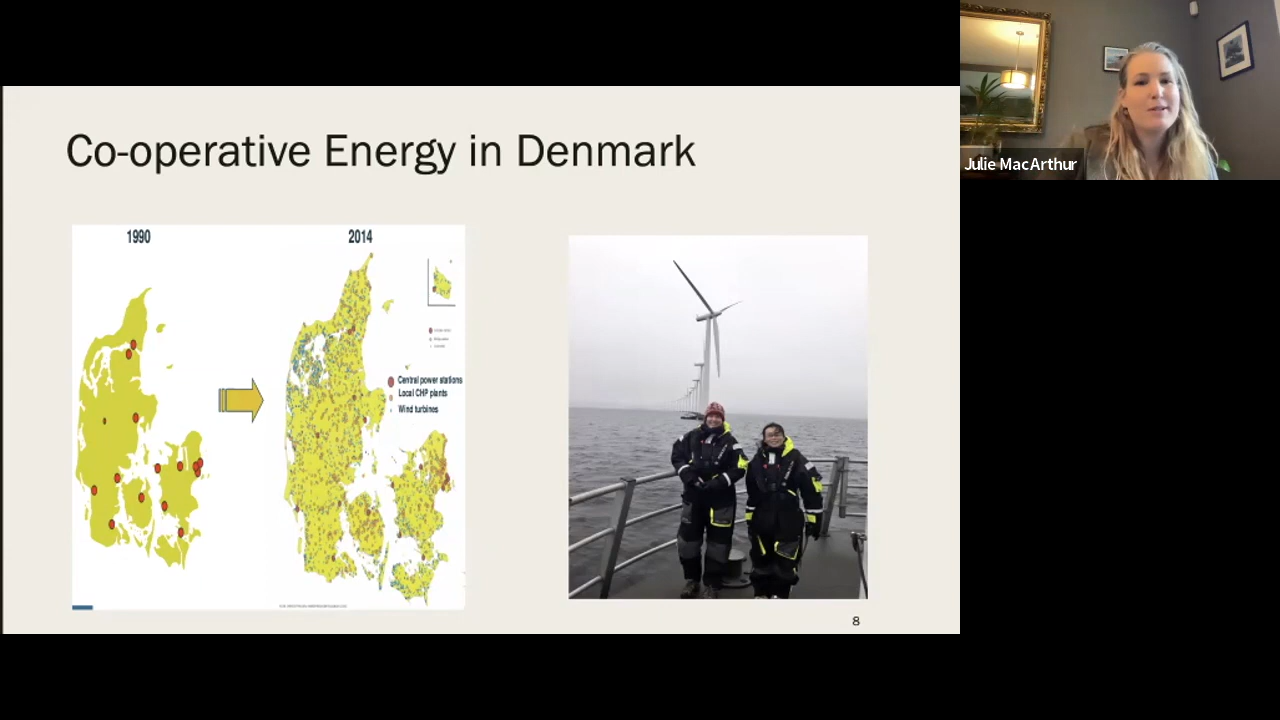 Co-operative Energy in Denmark
1990
2014
Central power stations
Local CHP plants
Wind turbines
8
Julie MacArthur